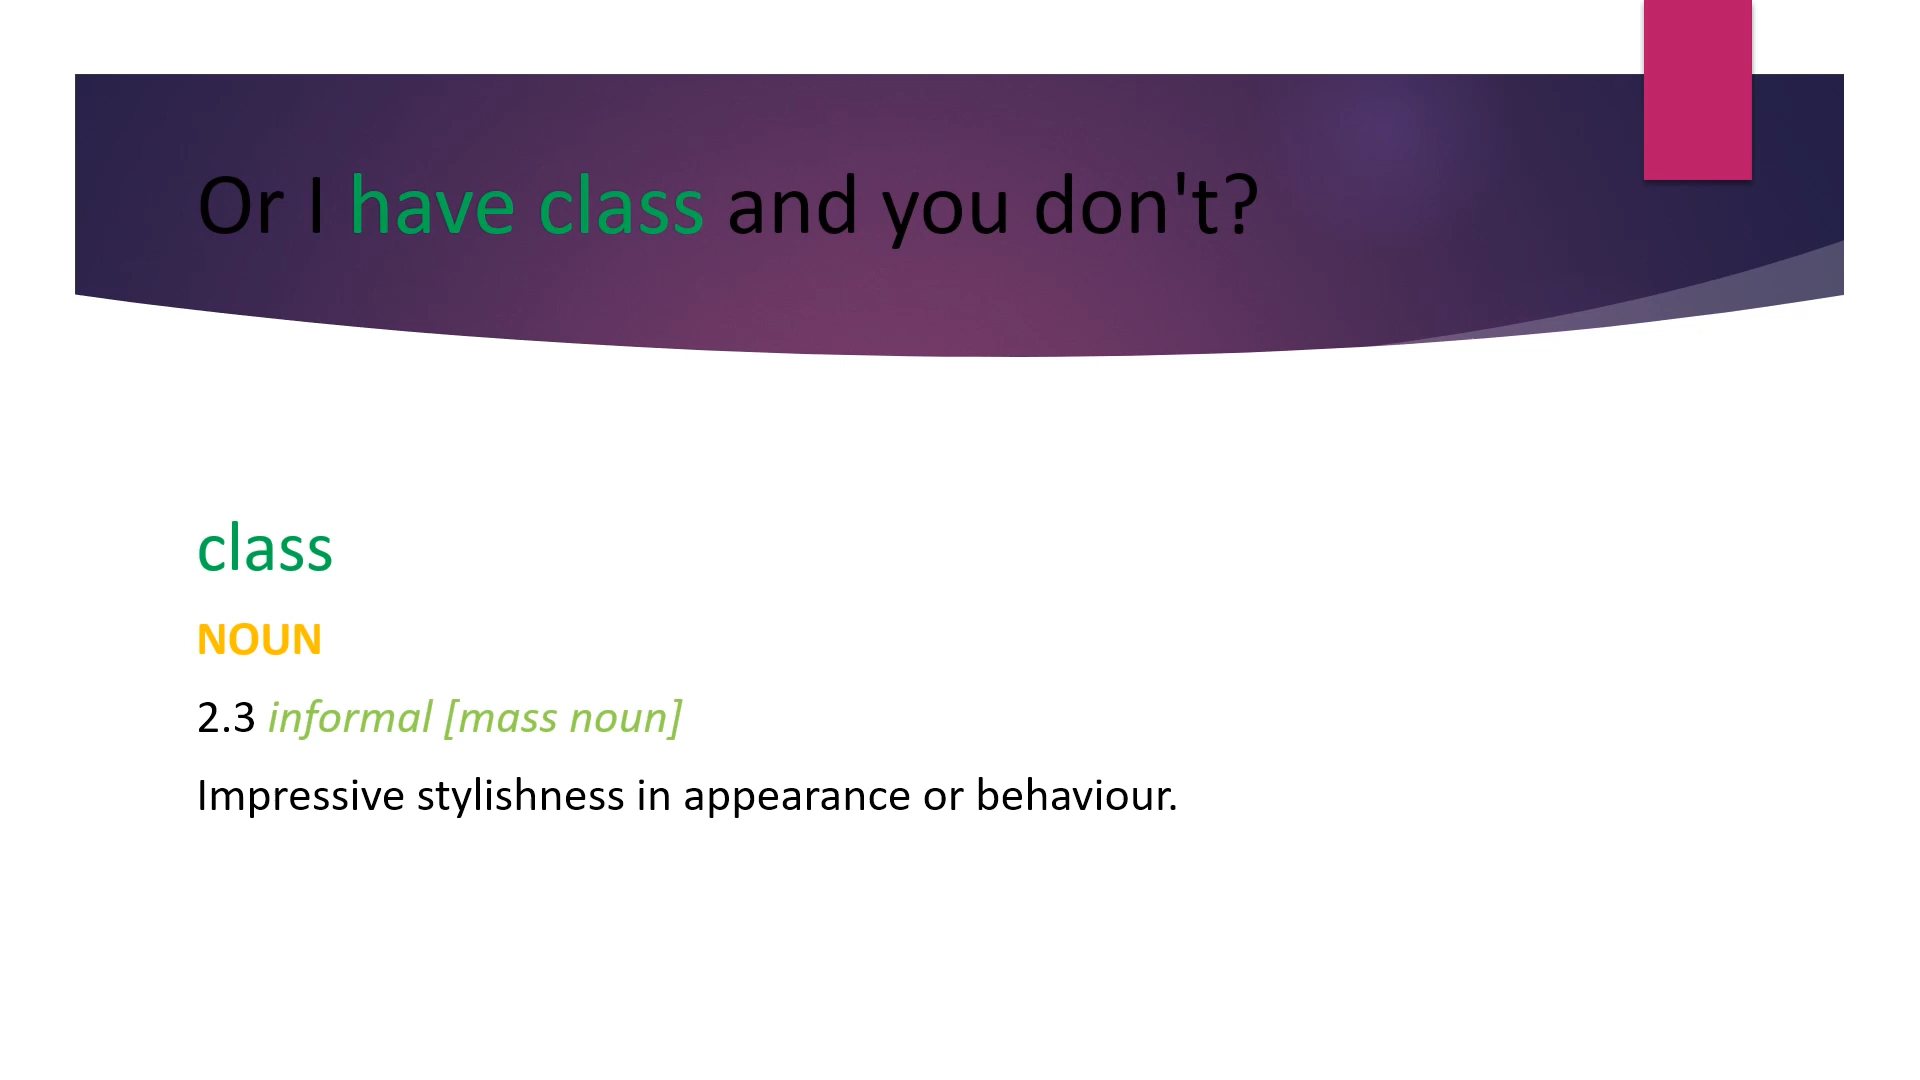 Or I have class and you don't?
class
NOUN
2.3 informal [mass noun]
Impressive stylishness in appearance or behaviour.